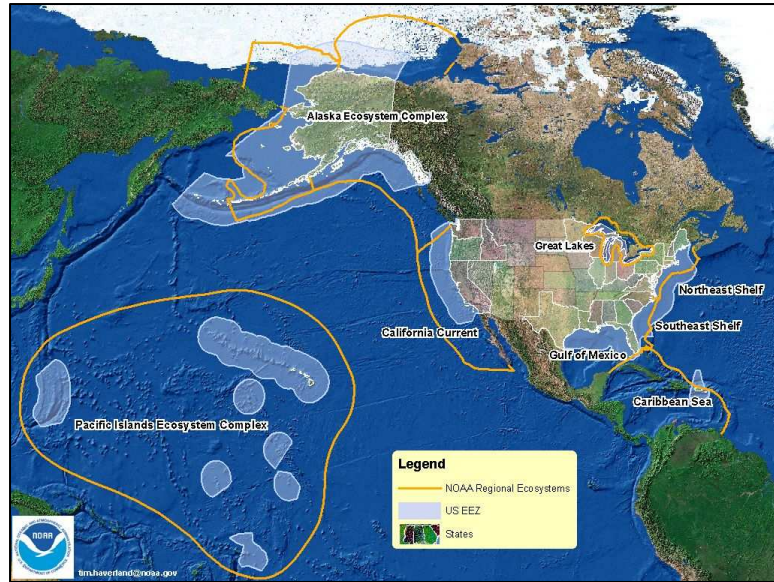 Alaska Ecosystem Complex
Great Lakes
Northeast Shelf
Southeast Shelf
California Current
Gulf of Mexico
Caribbean Sea
Pacific Islands Ecosystem Complex
Legend
NOAA Regional Ecosystems
US EEZ
States
NOAA
tim.haverland@noaa.gov